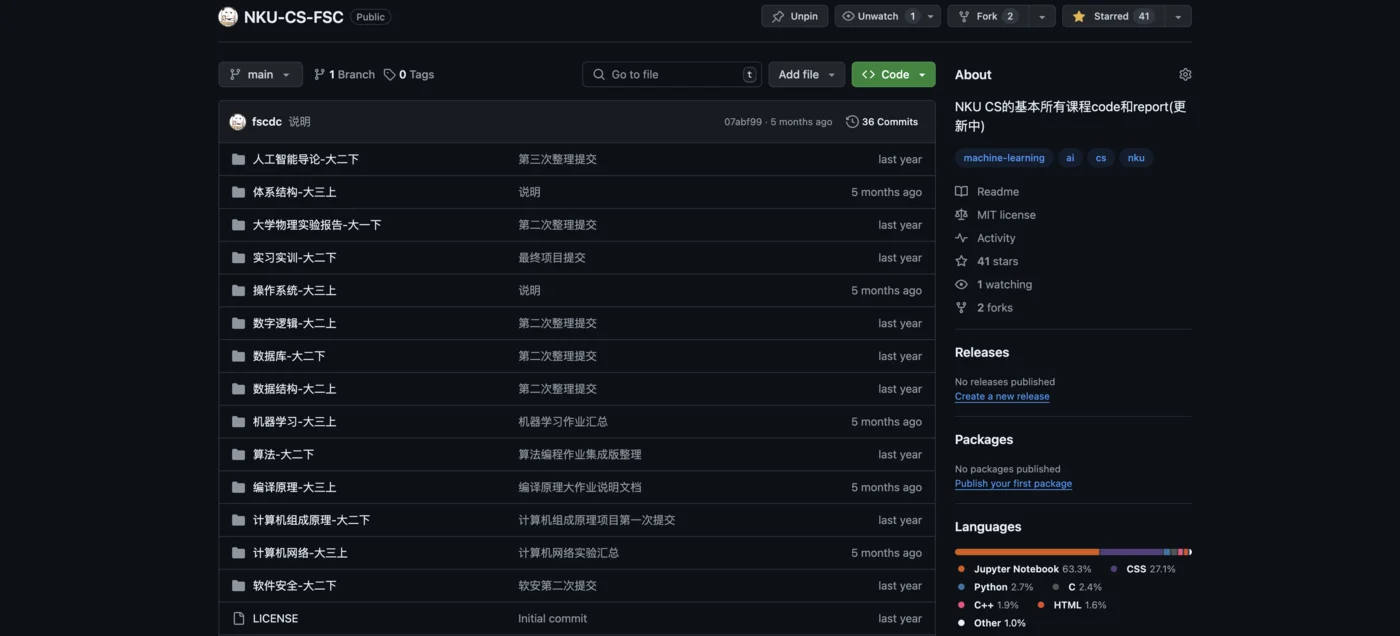 NKU-CS-FSC Public
Unpin Unwatch 1 Fork 2 Starred 41
main 1 Branch 0 Tags Go to file t Add file Code
fscdc 说明 07abf99 · 5 months ago 36 Commits
人工智能导论-大二下 第三次整理提交 last year
体系结构-大三上 说明 5 months ago
大学物理实验报告-大一下 第二次整理提交 last year
实习实训-大二下 最终项目提交 last year
操作系统-大三上 说明 5 months ago
数字逻辑-大二上 第二次整理提交 last year
数据库-大二下 第二次整理提交 last year
数据结构-大二上 第二次整理提交 last year
机器学习-大三上 机器学习作业汇总 5 months ago
算法-大二下 算法编程作业集成版整理 last year
编译原理-大三上 编译原理大作业说明文档 5 months ago
计算机组成原理-大二下 计算机组成原理项目第一次提交 last year
计算机网络-大三上 计算机网络实验汇总 5 months ago
软件安全-大二下 软安第二次提交 last year
LICENSE Initial commit last year
About
NKU CS的基本所有课程code和report(更
新中)
machine-learning ai cs nku
Readme
MIT license
Activity
41 stars
1 watching
2 forks
Releases
No releases published
Create a new release
Packages
No packages published
Publish your first package
Languages
Jupyter Notebook 63.3% CSS 27.1%
Python 2.7% C 2.4%
C++ 1.9% HTML 1.6%
Other 1.0%